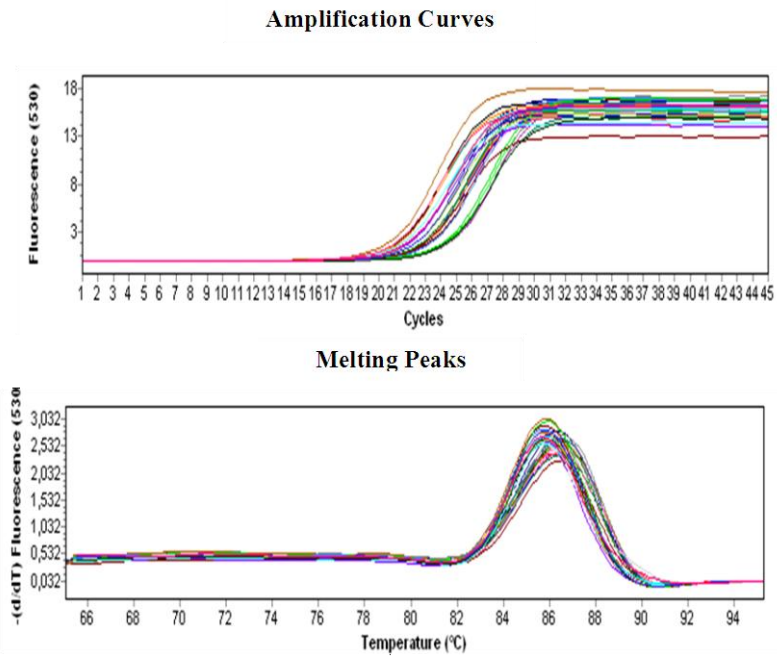 Amplification Curves
Fluorescence (530)
18
13
8
3
1 2 3 4 5 6 7 8 9 10 11 12 13 14 15 16 17 18 19 20 21 22 23 24 25 26 27 28 29 30 31 32 33 34 35 36 37 38 39 40 41 42 43 44 45
Cycles
Melting Peaks
-(d/dT) Fluorescence (530
3,032
2,532
2,032
1,532
1,032
0,532
0,032
66 68 70 72 74 76 78 80 82 84 86 88 90 92 94
Temperature (°C)